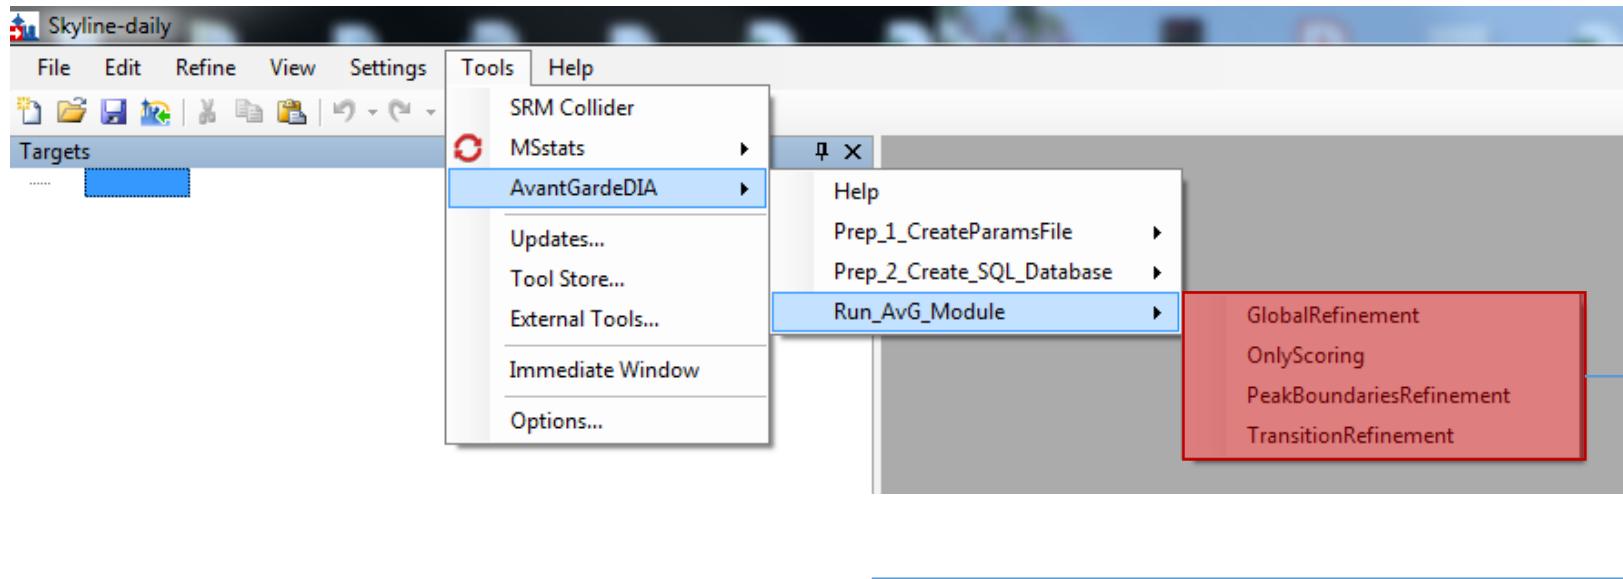 Skyline-daily
File Edit Refine View Settings Tools Help
Targets
SRM Collider
MSstats
AvantGardeDIA
Updates...
Tool Store...
External Tools...
Immediate Window
Options...
Help
Prep_1_CreateParamsFile
Prep_2_Create_SQL_Database
Run_AvG_Module
GlobalRefinement
OnlyScoring
PeakBoundariesRefinement
TransitionRefinement